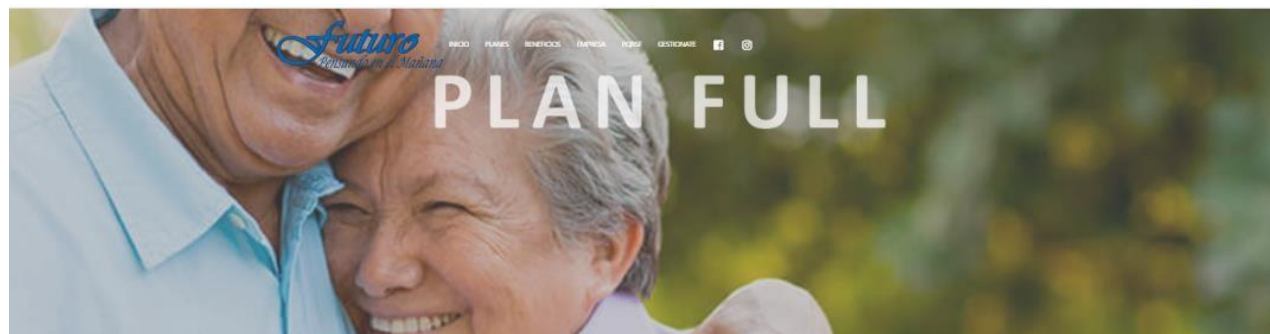 Futuro
Pensando en el Mañana
INICIO PLANES BENEFICIOS EMPRESA PQRSF GESTIONATE
PLAN FULL